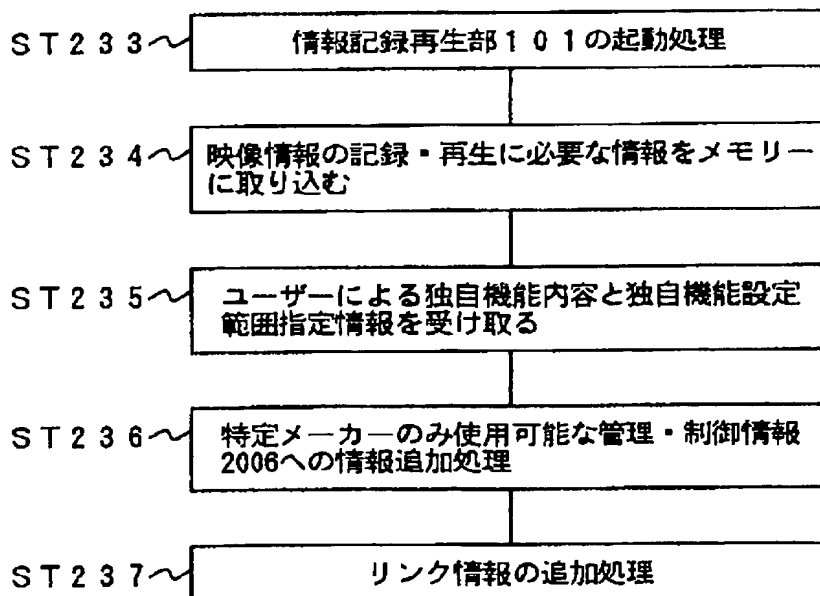 ST233 情報記録再生部101の起動処理
ST234 映像情報の記録・再生に必要な情報をメモリー
に取り込む
ST235 ユーザーによる独自機能内容と独自機能設定
範囲指定情報を受け取る
ST236 特定メーカーのみ使用可能な管理・制御情報
2006への情報追加処理
ST237 リンク情報の追加処理